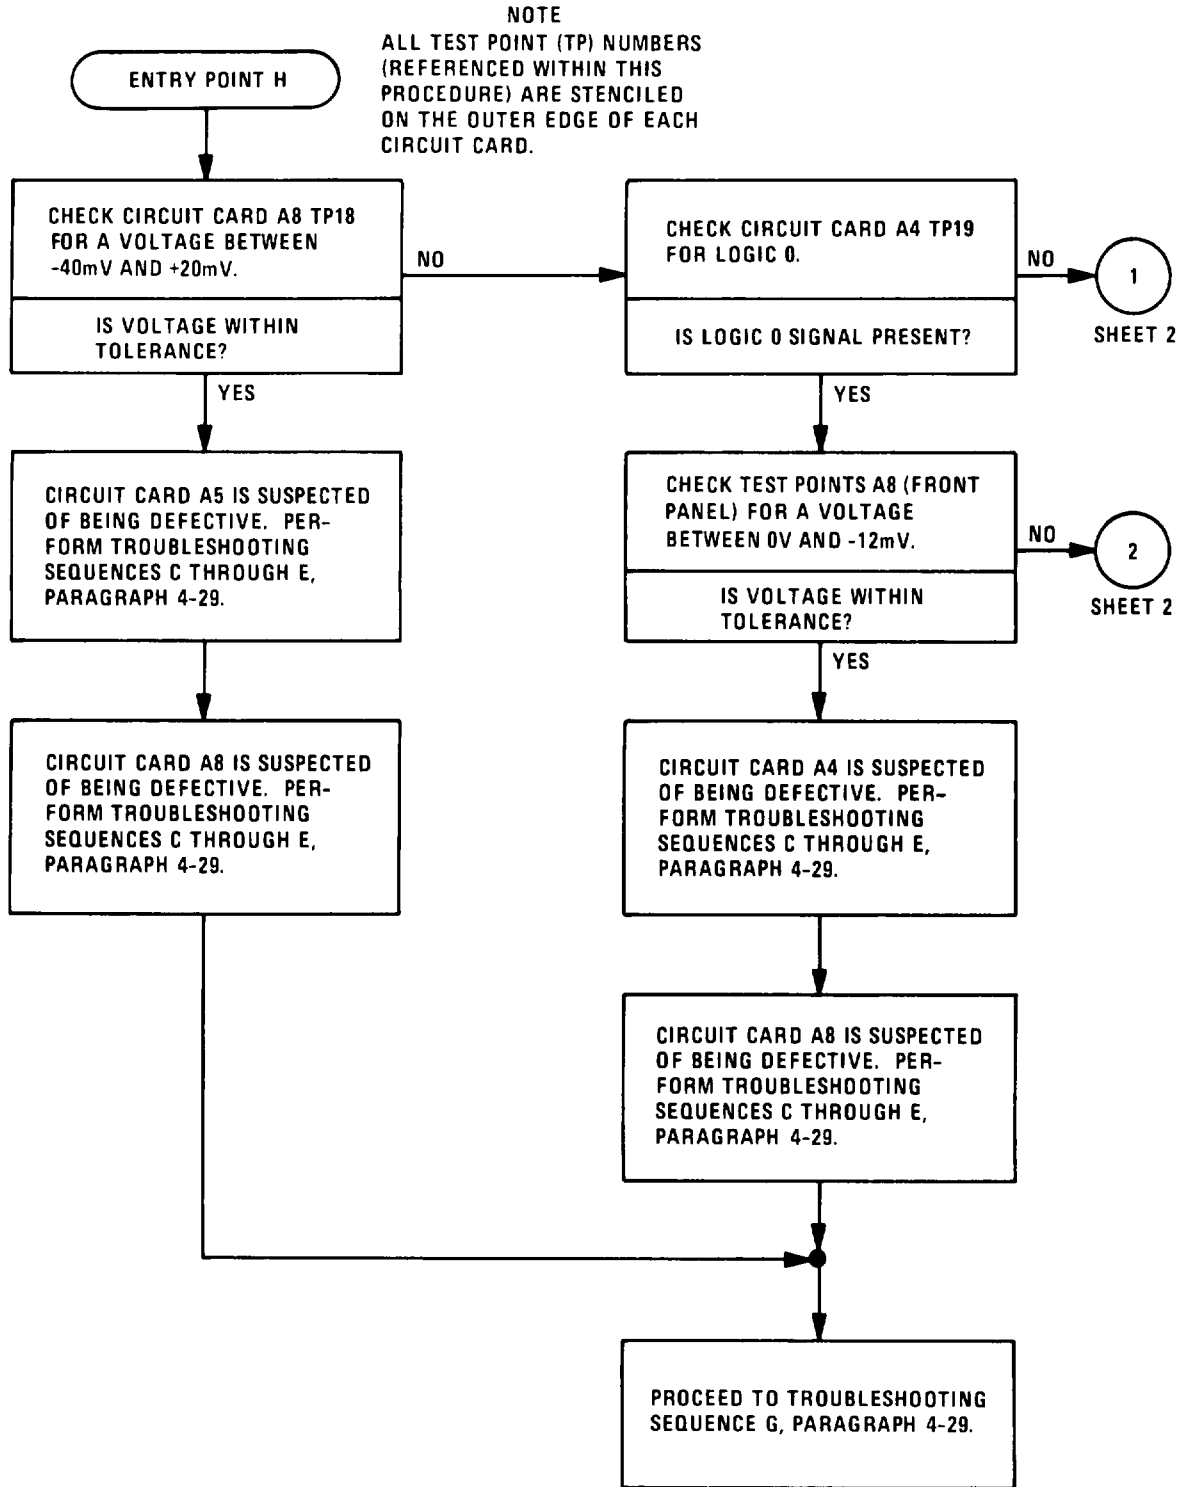 NOTE
ALL TEST POINT (TP) NUMBERS
(REFERENCED WITHIN THIS
PROCEDURE) ARE STENCILED
ON THE OUTER EDGE OF EACH
CIRCUIT CARD.
ENTRY POINT H
CHECK CIRCUIT CARD A8 TP18
FOR A VOLTAGE BETWEEN
-40mV AND +20mV.
IS VOLTAGE WITHIN
TOLERANCE?
NO
CHECK CIRCUIT CARD A4 TP19
FOR LOGIC 0.
IS LOGIC 0 SIGNAL PRESENT?
NO
1
SHEET 2
YES
YES
CIRCUIT CARD A5 IS SUSPECTED
OF BEING DEFECTIVE. PER-
FORM TROUBLESHOOTING
SEQUENCES C THROUGH E,
PARAGRAPH 4-29.
CHECK TEST POINTS A8 (FRONT
PANEL) FOR A VOLTAGE
BETWEEN 0V AND -12mV.
IS VOLTAGE WITHIN
TOLERANCE?
NO
2
SHEET 2
YES
CIRCUIT CARD A8 IS SUSPECTED
OF BEING DEFECTIVE. PER-
FORM TROUBLESHOOTING
SEQUENCES C THROUGH E,
PARAGRAPH 4-29.
CIRCUIT CARD A4 IS SUSPECTED
OF BEING DEFECTIVE. PER-
FORM TROUBLESHOOTING
SEQUENCES C THROUGH E,
PARAGRAPH 4-29.
CIRCUIT CARD A8 IS SUSPECTED
OF BEING DEFECTIVE. PER-
FORM TROUBLESHOOTING
SEQUENCES C THROUGH E,
PARAGRAPH 4-29.
PROCEED TO TROUBLESHOOTING
SEQUENCE G, PARAGRAPH 4-29.